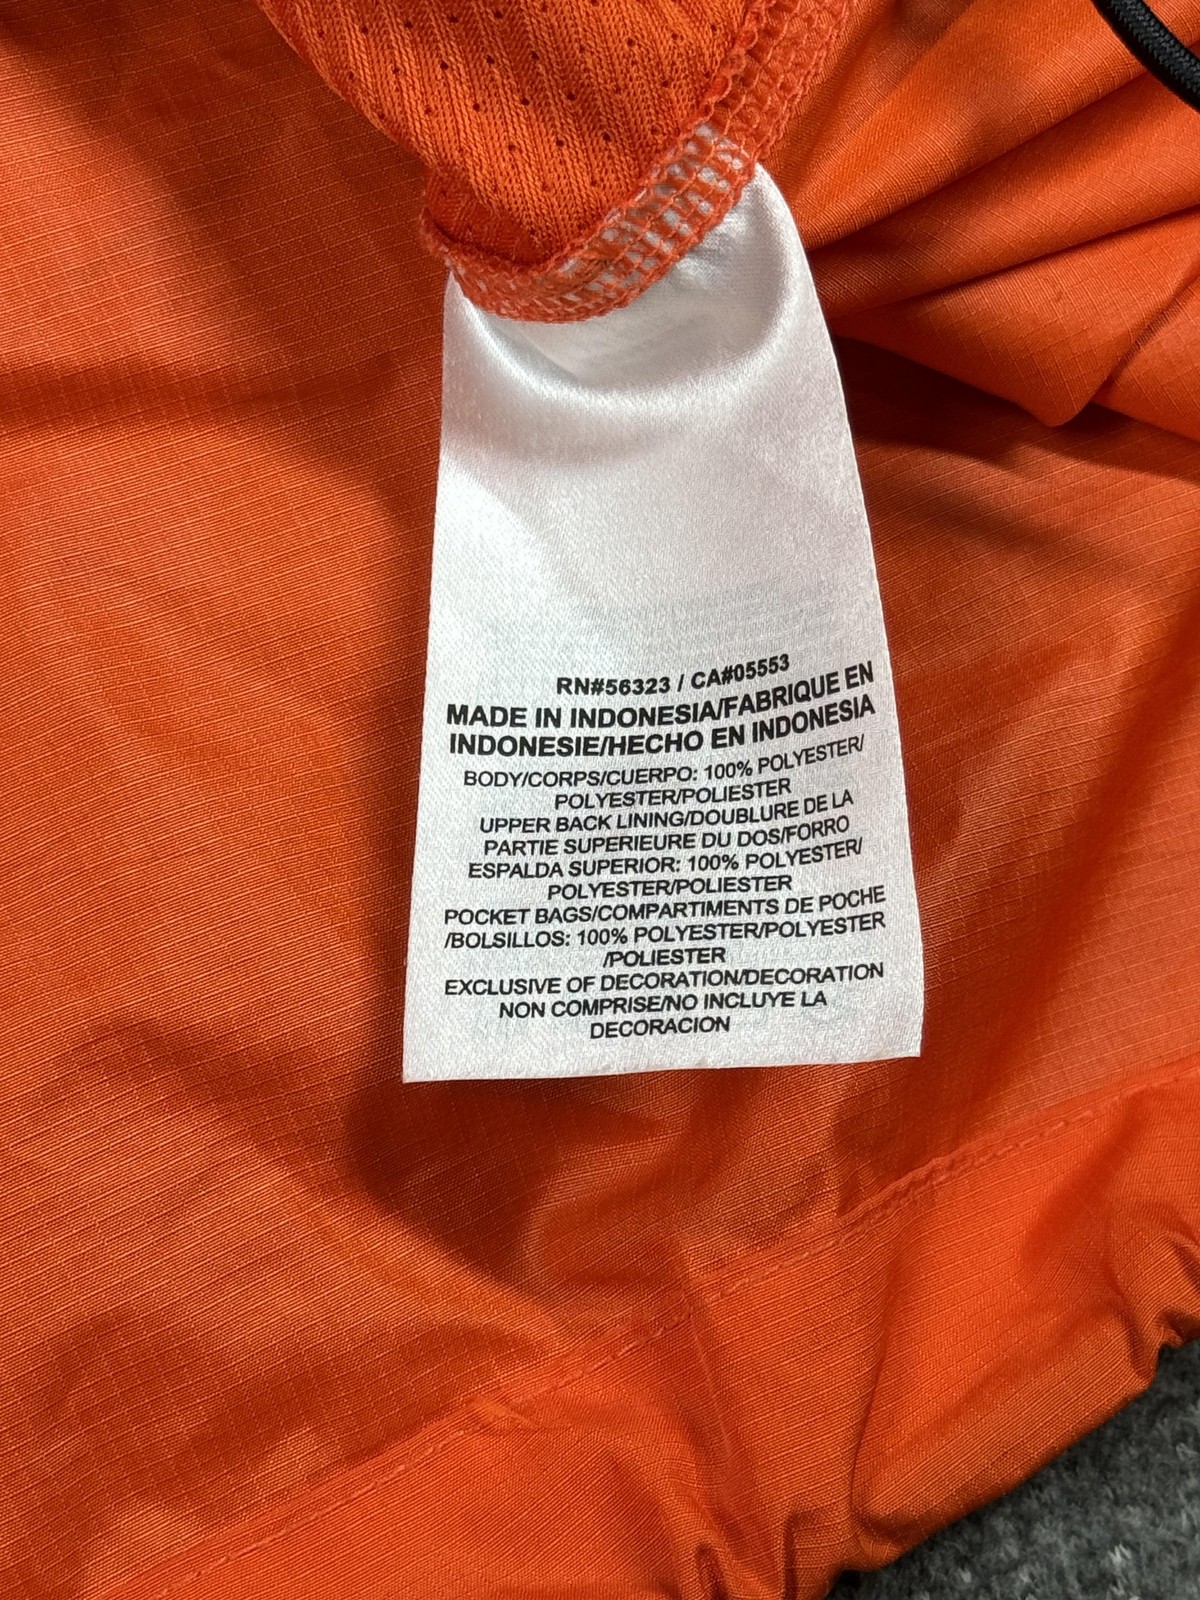 RN#56323 / CA#05553
MADE IN INDONESIA/FABRIQUE EN
INDONESIE/HECHO EN INDONESIA
BODY/CORPS/CUERPO: 100% POLYESTER/
POLYESTER/POLIESTER
UPPER BACK LINING/DOUBLURE DE LA
PARTIE SUPERIEURE DU DOS/FORRO
ESPALDA SUPERIOR: 100% POLYESTER/
POLYESTER/POLIESTER
POCKET BAGS/COMPARTIMENTS DE POCHE
/BOLSILLOS: 100% POLYESTER/POLYESTER
/POLIESTER
EXCLUSIVE OF DECORATION/DECORATION
NON COMPRISE/NO INCLUYE LA
DECORACION